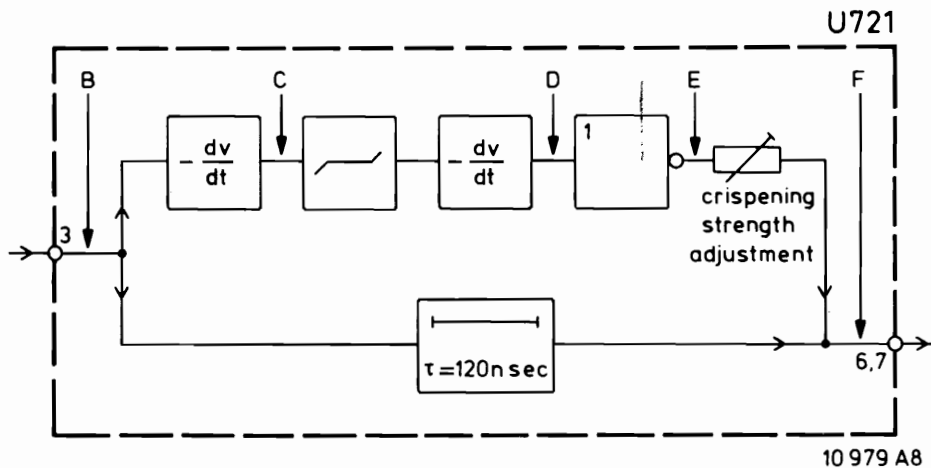 U721
B
C
D
E
F
- dv
dt
- dv
dt
1
3
crispening
strength
adjustment
τ=120n sec
6,7
10 979 A8